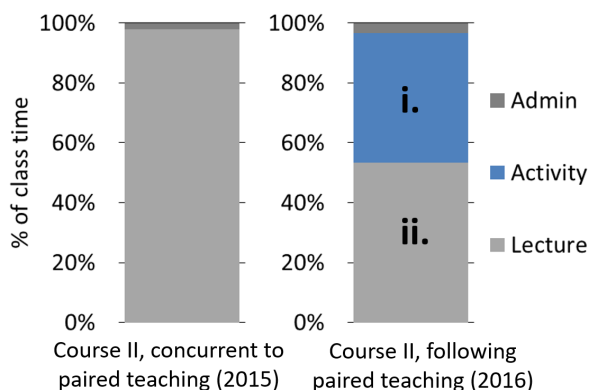 100%
80%
60%
40%
20%
0%
% of class time
Course II, concurrent to
paired teaching (2015)
100%
80%
60%
40%
20%
0%
i.
ii.
Course II, following
paired teaching (2016)
Admin
Activity
Lecture